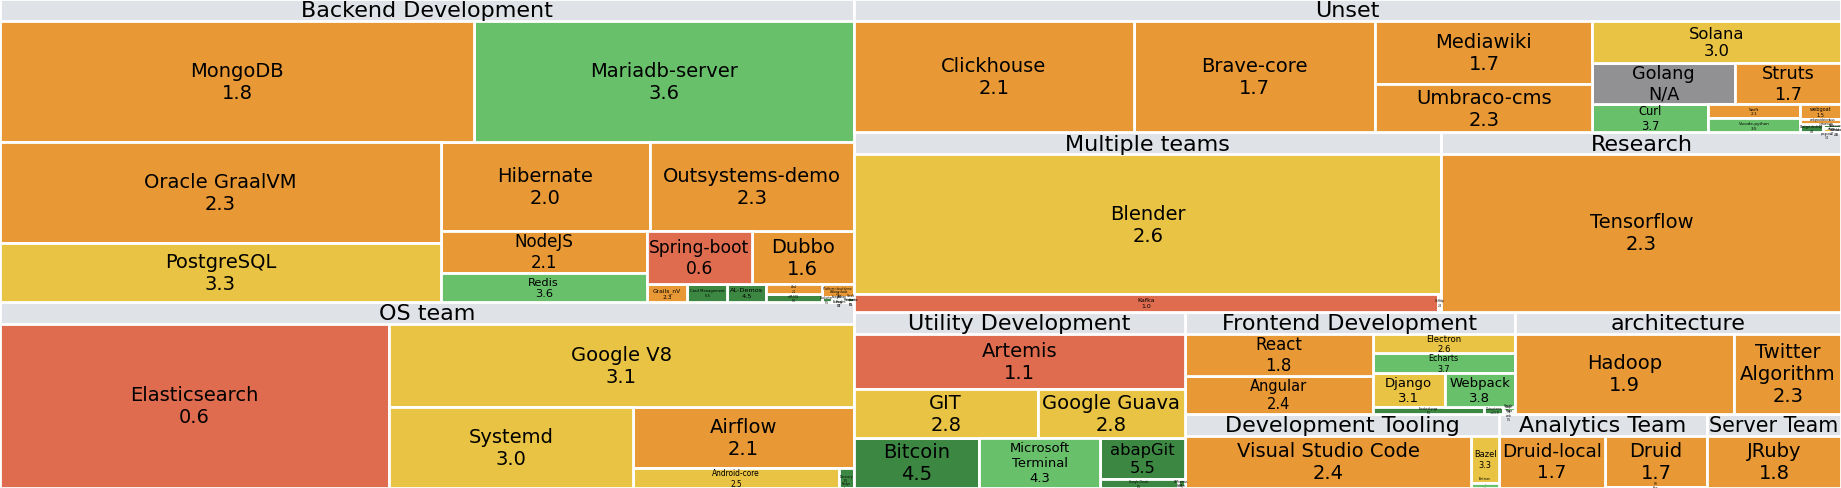 Backend Development
MongoDB
1.8
Mariadb-server
3.6
Oracle GraalVM
2.3
Hibernate
2.0
Outsystems-demo
2.3
PostgreSQL
3.3
NodeJS
2.1
Redis
3.6
Spring-boot
0.6
Dubbo
1.6
Grails_nV
2.3
Card Management
AL-Demos
4.5
OS team
Elasticsearch
0.6
Google V8
3.1
Systemd
3.0
Airflow
2.1
Android-core
2.5
Unset
Clickhouse
2.1
Brave-core
1.7
Mediawiki
1.7
Umbraco-cms
2.3
Solana
3.0
Golang
N/A
Struts
1.7
Curl
3.7
webgoat
1.5
Multiple teams
Blender
2.6
Kafka
1.0
Research
Tensorflow
2.3
Utility Development
Artemis
1.1
GIT
2.8
Google Guava
2.8
Bitcoin
4.5
Microsoft
Terminal
4.3
abapGit
5.5
Frontend Development
React
1.8
Angular
2.4
Electron
2.6
Echarts
3.7
Django
3.1
Webpack
3.8
architecture
Hadoop
1.9
Twitter
Algorithm
2.3
Development Tooling
Visual Studio Code
2.4
Bazel
3.3
Analytics Team
Druid-local
1.7
Druid
1.7
Server Team
JRuby
1.8